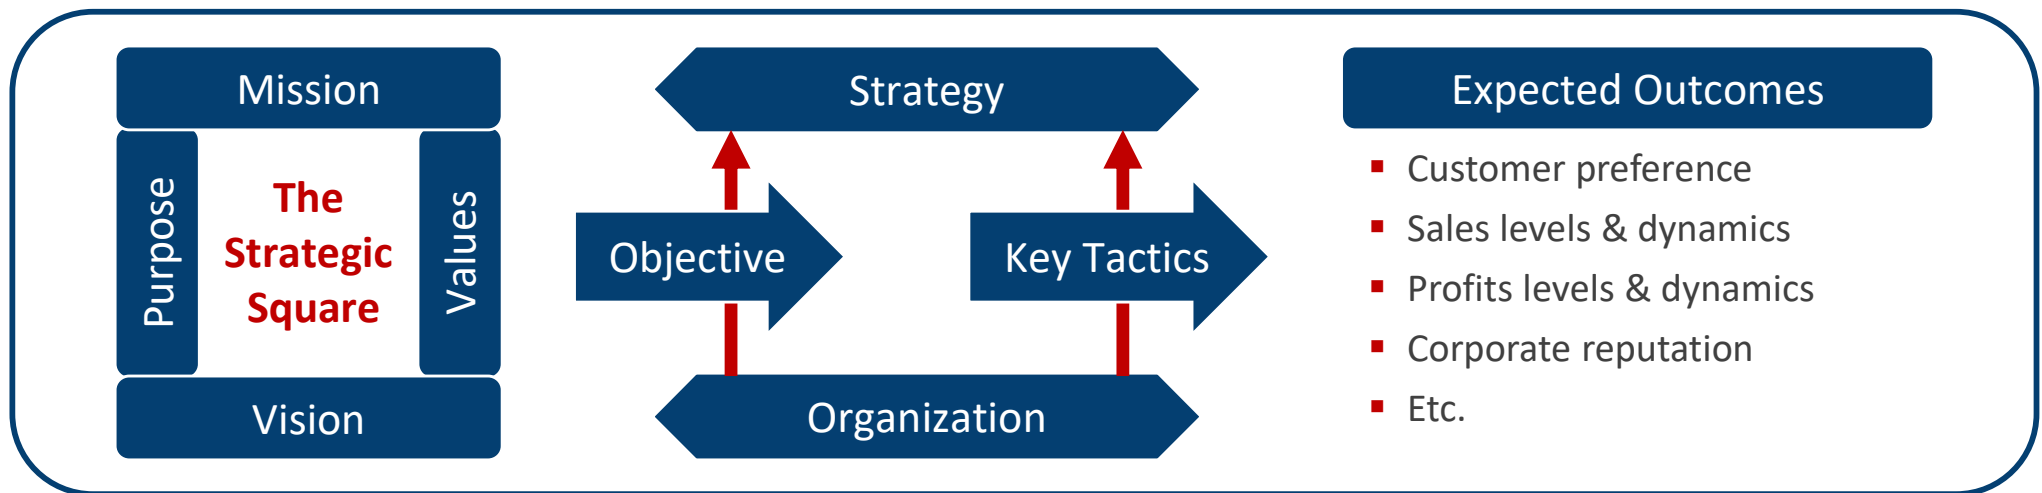 Mission
Purpose
The
Strategic
Square
Values
Vision
Strategy
Objective
Key Tactics
Organization
Expected Outcomes
Customer preference
Sales levels & dynamics
Profits levels & dynamics
Corporate reputation
Etc.